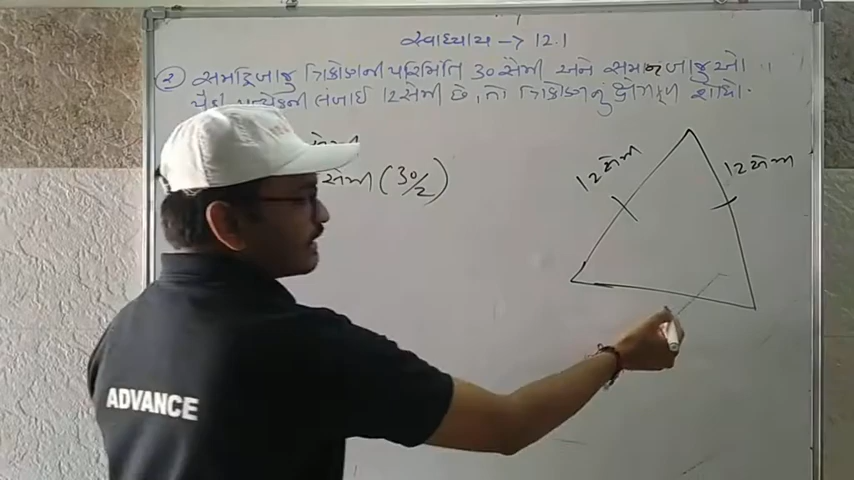 સ્વાધ્યાય → 12.1
2 સમદ્વિબાજુ ત્રિકોણની પરિમિતિ 30 સેમી અને સમાન બાજુઓ
પૈકી પ્રત્યેકની લંબાઈ 12 સેમી છે, તો ત્રિકોણનું ક્ષેત્રફળ શોધો.
સેમી
સેમી (30/2)
12 સેમી
12 સેમી
ADVANCE